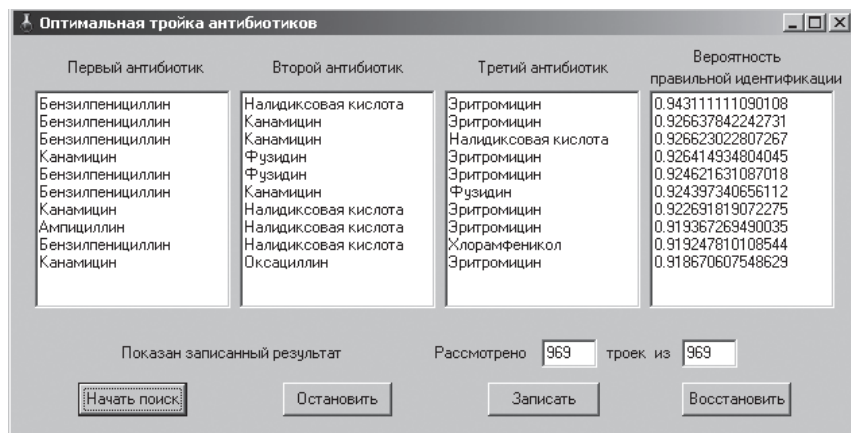 Оптимальная тройка антибиотиков
Первый антибиотик Второй антибиотик Третий антибиотик Вероятность правильной идентификации
Бензилпенициллин Налидиксовая кислота Эритромицин 0.943111111090108
Бензилпенициллин Канамицин Эритромицин 0.926637842242731
Бензилпенициллин Канамицин Налидиксовая кислота 0.926623022807267
Канамицин Фузидин Эритромицин 0.926414934804045
Бензилпенициллин Фузидин Эритромицин 0.924621631087018
Бензилпенициллин Канамицин Фузидин 0.924397340656112
Канамицин Налидиксовая кислота Эритромицин 0.922691819072275
Ампициллин Налидиксовая кислота Эритромицин 0.919367269490035
Бензилпенициллин Налидиксовая кислота Хлорамфеникол 0.919247810108544
Канамицин Оксациллин Эритромицин 0.918670607548629
Показан записанный результат Рассмотрено 969 троек из 969
Начать поиск Остановить Записать Восстановить